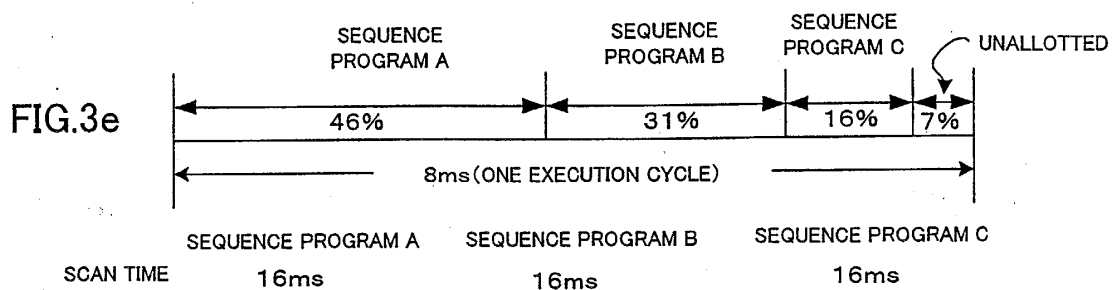 SEQUENCE
PROGRAM A
SEQUENCE
PROGRAM B
SEQUENCE
PROGRAM C
UNALLOTTED
FIG.3e
46%
31%
16%
7%
8ms(ONE EXECUTION CYCLE)
SEQUENCE PROGRAM A
SEQUENCE PROGRAM B
SEQUENCE PROGRAM C
SCAN TIME
16ms
16ms
16ms